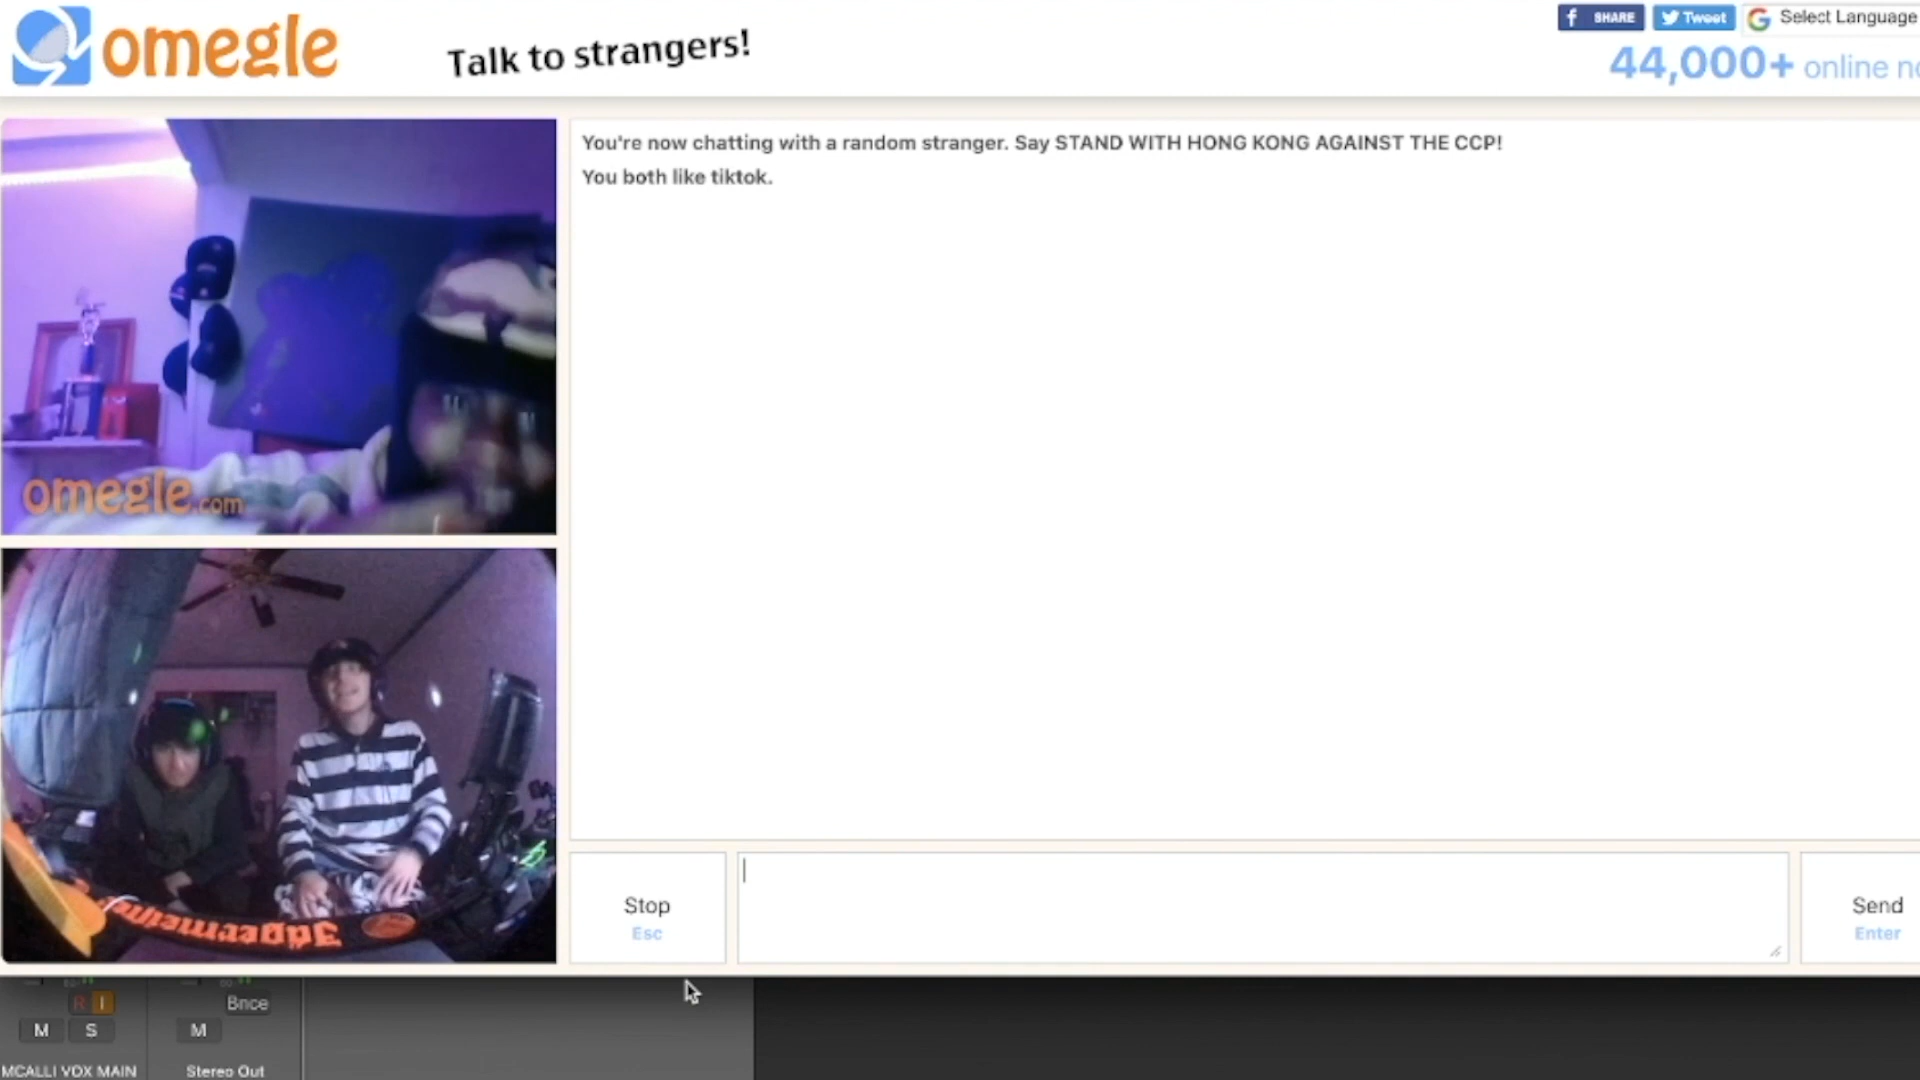 omegle
Talk to strangers!
SHARE
Tweet
Select Language
44,000+ online no
You're now chatting with a random stranger. Say STAND WITH HONG KONG AGAINST THE CCP!
You both like tiktok.
omegle.com
Stop
Esc
Send
Enter
R I
Bnce
M S
M
MCALLI VOX MAIN
Stereo Out